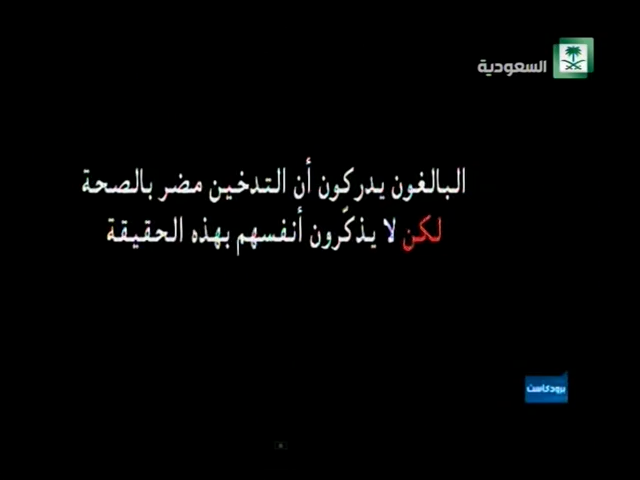 السعودية
البالغون يدركون أن التدخين مضر بالصحة
لكن لا يذكّرون أنفسهم بهذه الحقيقة
برودكاست